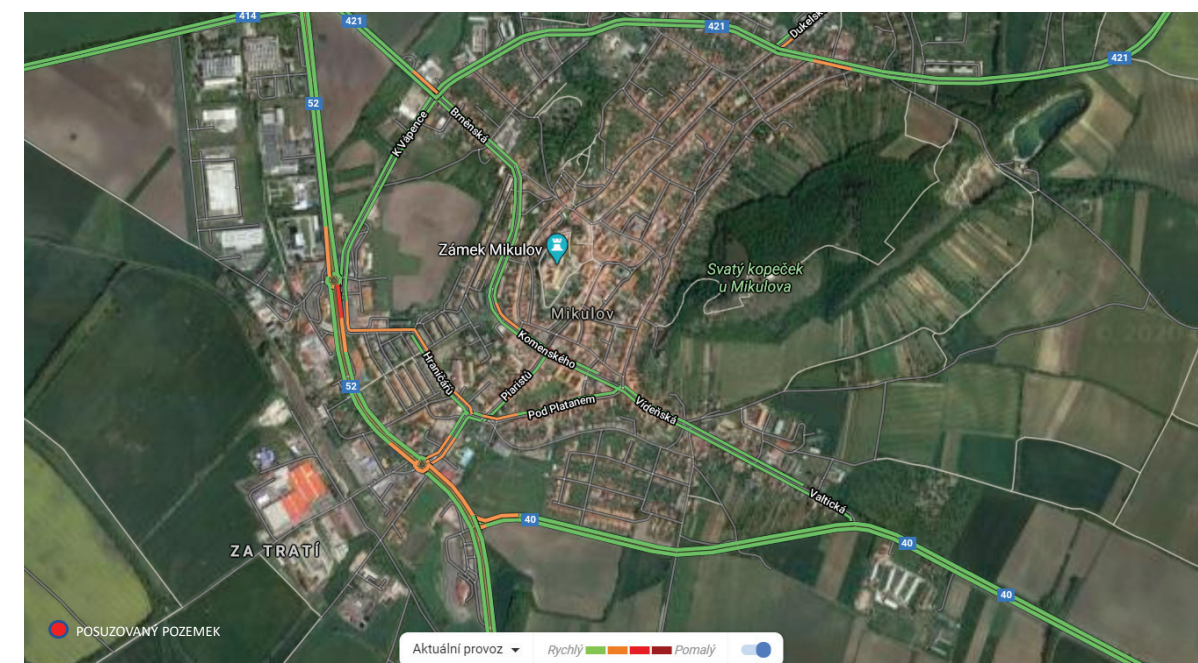 414
421
421
Dukelsk
421
52
K Vápence
Brněnská
Zámek Mikulov
Svatý kopeček
u Mikulova
Mikulov
Komenského
Hraničářů
Piaristů
52
Pod Platanem
Vídeňská
Valtická
40
40
40
ZA TRATÍ
POSUZOVANÝ POZEMEK
Aktuální provoz
Rychlý
Pomalý